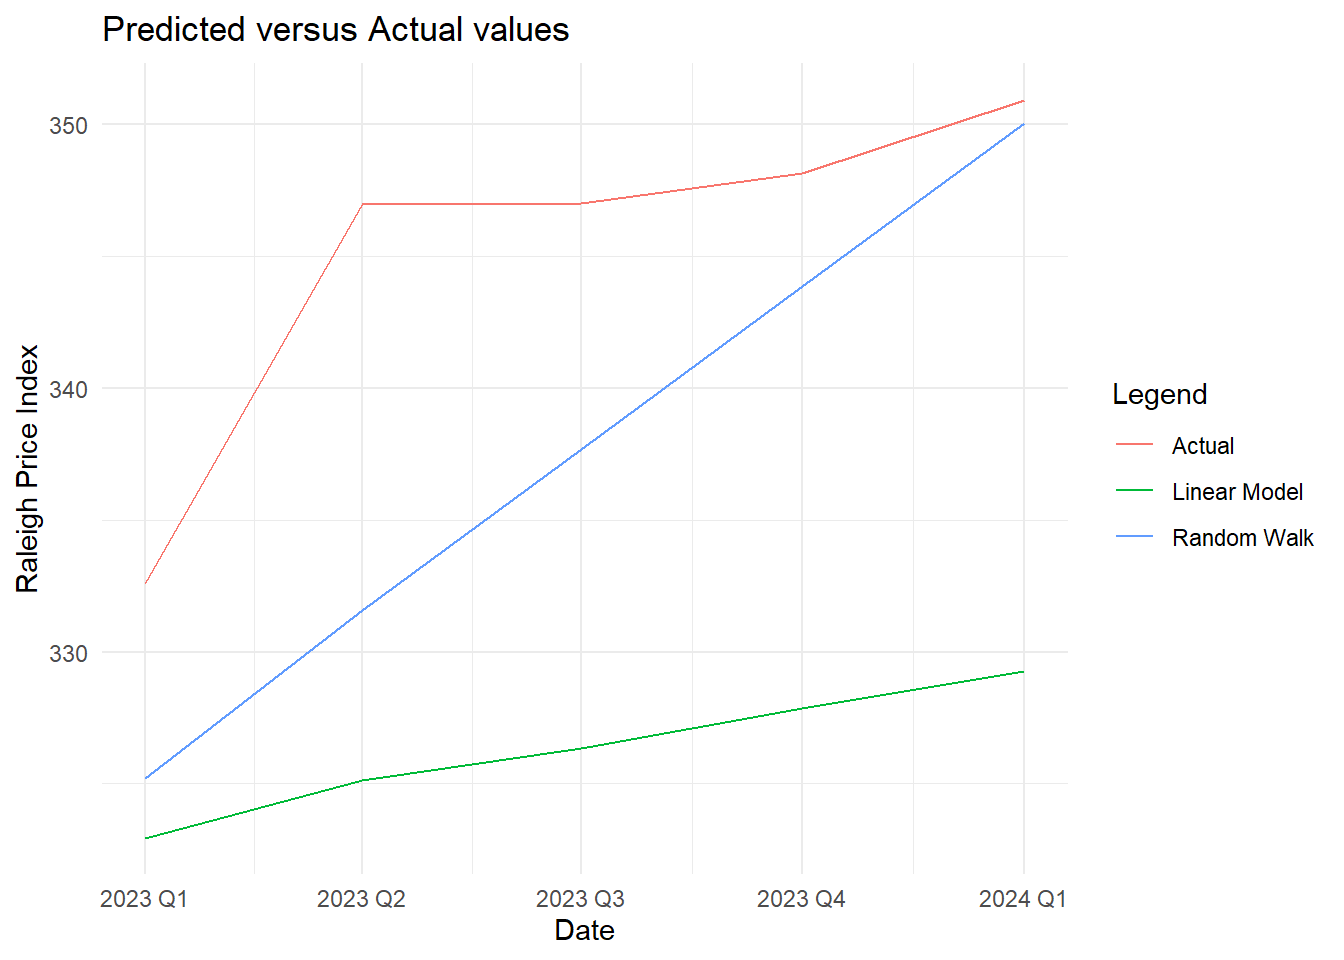 Predicted versus Actual values
350
340
330
Raleigh Price Index
2023 Q1
2023 Q2
2023 Q3
2023 Q4
2024 Q1
Date
Legend
Actual
Linear Model
Random Walk